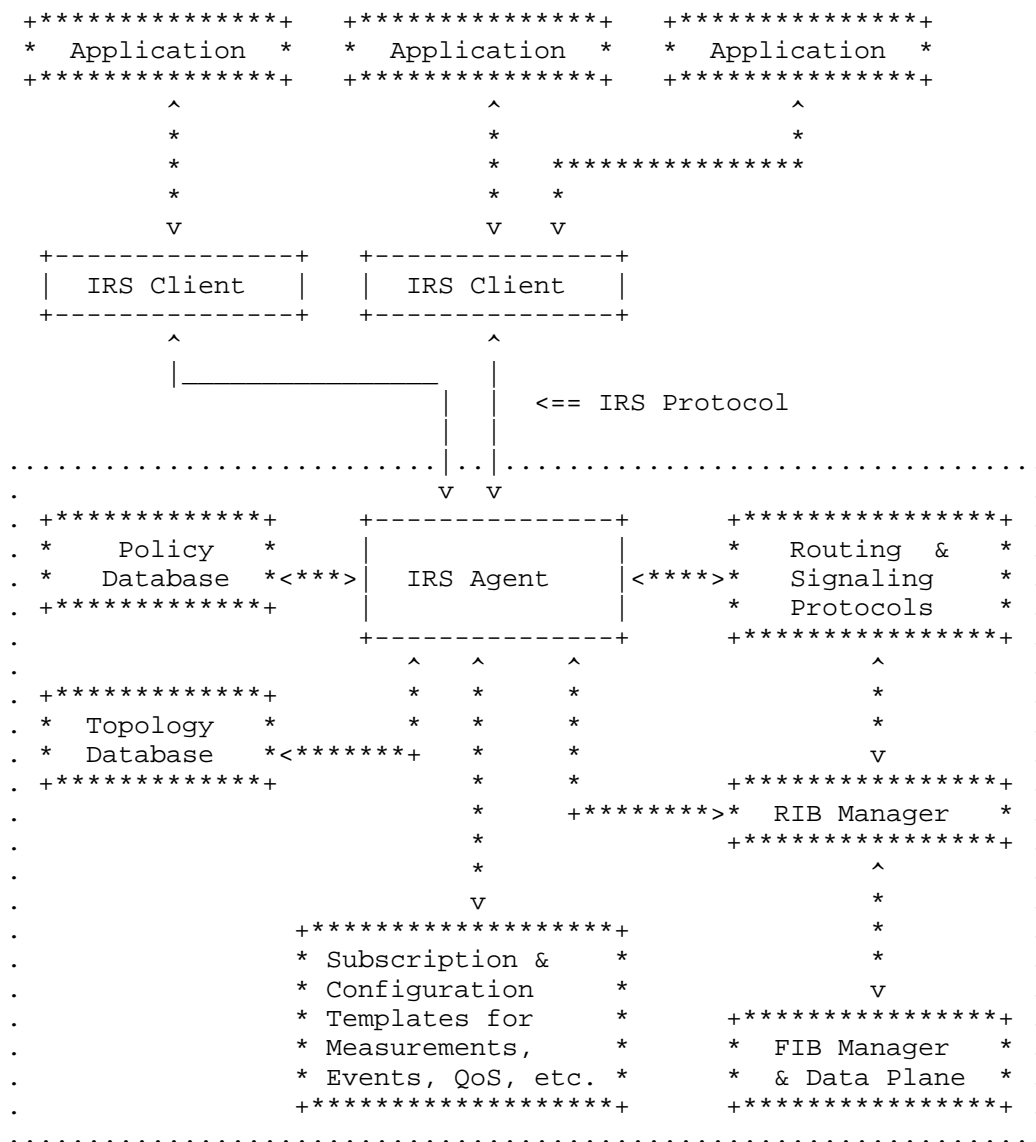 Application Application Application
IRS Client IRS Client
<== IRS Protocol
Policy Routing &
Database IRS Agent Signaling
Protocols
Topology
Database
RIB Manager
Subscription &
Configuration
Templates for
Measurements, FIB Manager
Events, QoS, etc. & Data Plane